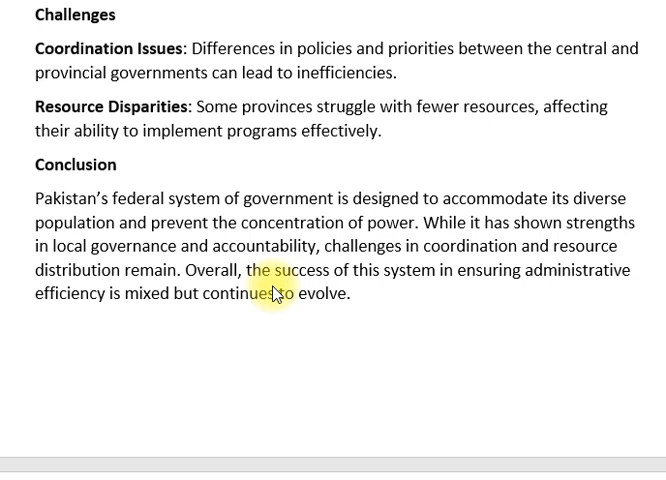 Challenges
Coordination Issues: Differences in policies and priorities between the central and
provincial governments can lead to inefficiencies.
Resource Disparities: Some provinces struggle with fewer resources, affecting
their ability to implement programs effectively.
Conclusion
Pakistan’s federal system of government is designed to accommodate its diverse
population and prevent the concentration of power. While it has shown strengths
in local governance and accountability, challenges in coordination and resource
distribution remain. Overall, the success of this system in ensuring administrative
efficiency is mixed but continues to evolve.